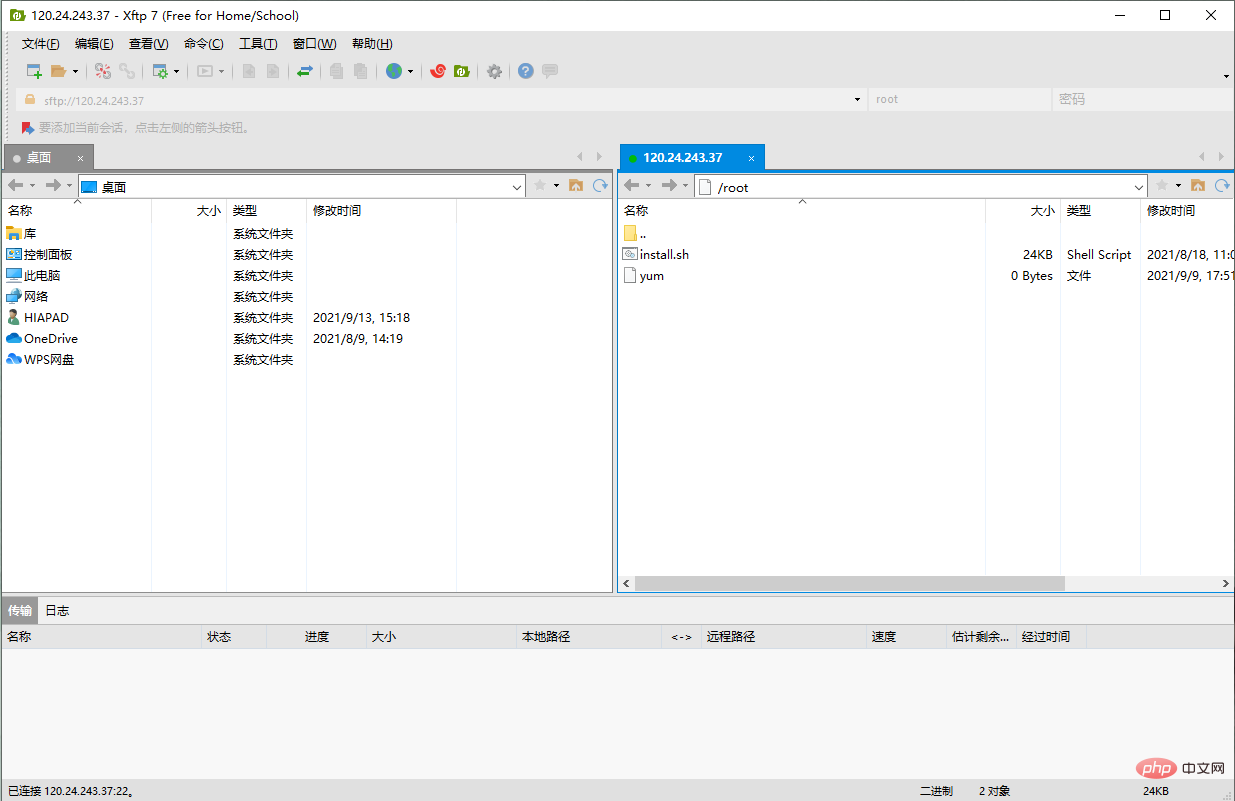 120.24.243.37 - Xftp 7 (Free for Home/School)
文件(F) 编辑(E) 查看(V) 命令(C) 工具(T) 窗口(W) 帮助(H)
sftp://120.24.243.37 root 密码
要添加当前会话，点击左侧的箭头按钮。
桌面 × 120.24.243.37 ×
桌面 /root
名称 大小 类型 修改时间
库 系统文件夹
控制面板 系统文件夹
此电脑 系统文件夹
网络 系统文件夹
HIAPAD 系统文件夹 2021/9/13, 15:18
OneDrive 系统文件夹 2021/8/9, 14:19
WPS网盘 系统文件夹
名称 大小 类型 修改时间
..
install.sh 24KB Shell Script 2021/8/18, 11:0
yum 0 Bytes 文件 2021/9/9, 17:51
传输 日志
名称 状态 进度 大小 本地路径 <-> 远程路径 速度 估计剩余... 经过时间
php 中文网
已连接 120.24.243.37:22。 二进制 2 对象 24KB